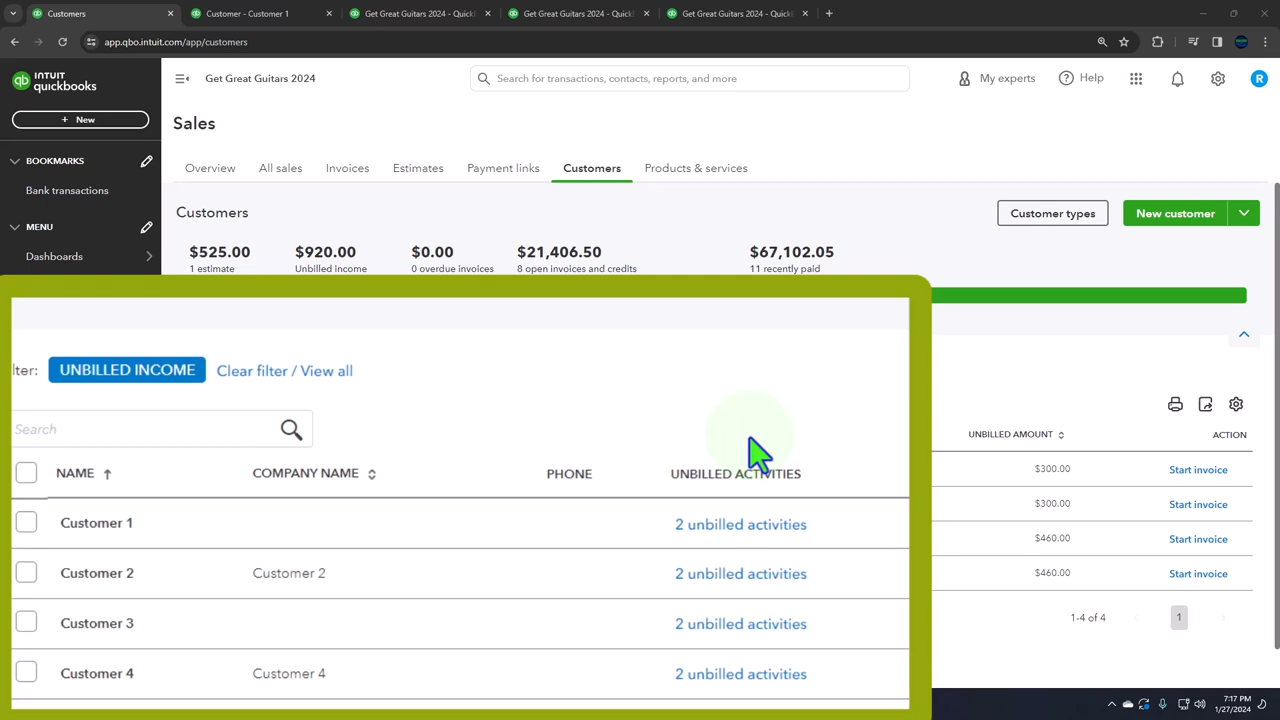 Customers
Customer - Customer 1
Get Great Guitars 2024 - QuickB
Get Great Guitars 2024 - Quick
Get Great Guitars 2024 - Quick
app.qbo.intuit.com/app/customers
INTUIT
quickbooks
Get Great Guitars 2024
Search for transactions, contacts, reports, and more
My experts
Help
R
+ New
Sales
BOOKMARKS
Bank transactions
MENU
Dashboards
Overview
All sales
Invoices
Estimates
Payment links
Customers
Products & services
Customers
Customer types
New customer
$525.00
$920.00
$0.00
$21,406.50
$67,102.05
1 estimate
Unbilled income
0 overdue invoices
8 open invoices and credits
11 recently paid
lter:
UNBILLED INCOME
Clear filter / View all
Search
NAME
COMPANY NAME
PHONE
UNBILLED ACTIVITIES
UNBILLED AMOUNT
ACTION
Customer 1
2 unbilled activities
$300.00
Start invoice
Customer 2
Customer 2
2 unbilled activities
$300.00
Start invoice
Customer 3
2 unbilled activities
$460.00
Start invoice
Customer 4
Customer 4
2 unbilled activities
$460.00
Start invoice
1-4 of 4
1
7:17 PM
1/27/2024